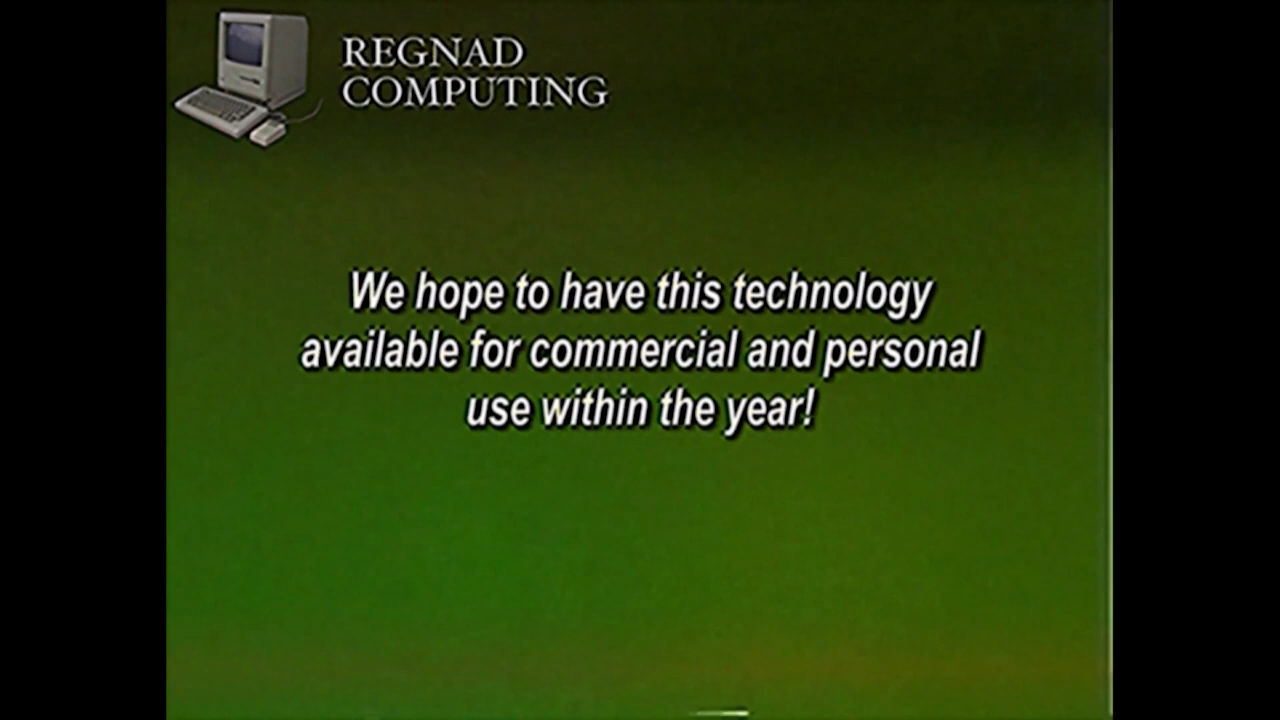 REGNAD
COMPUTING
We hope to have this technology
available for commercial and personal
use within the year!